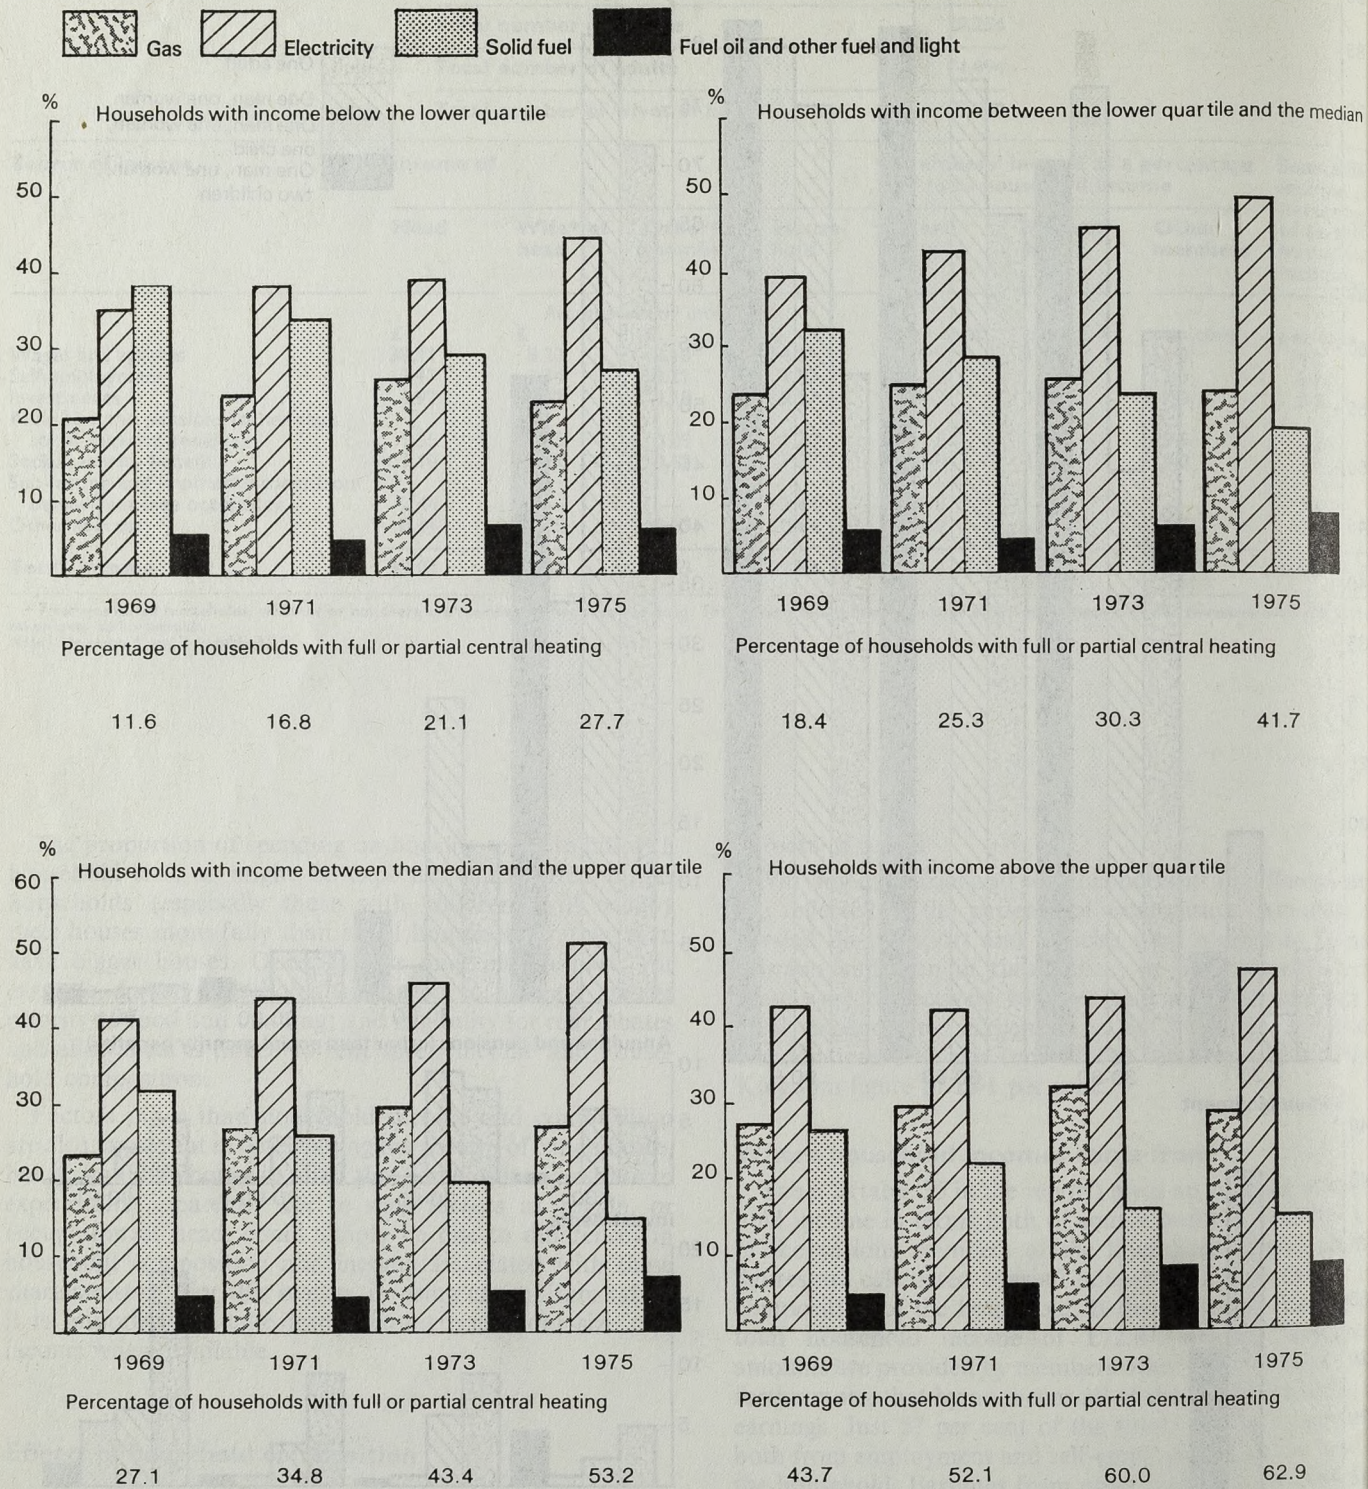 Gas Electricity Solid fuel Fuel oil and other fuel and light
%
Households with income below the lower quartile
50
40
30
20
10
1969 1971 1973 1975
Percentage of households with full or partial central heating
11.6 16.8 21.1 27.7
%
Households with income between the lower quartile and the median
50
40
30
20
10
1969 1971 1973 1975
Percentage of households with full or partial central heating
18.4 25.3 30.3 41.7
%
Households with income between the median and the upper quartile
60
50
40
30
20
10
1969 1971 1973 1975
Percentage of households with full or partial central heating
27.1 34.8 43.4 53.2
%
Households with income above the upper quartile
50
40
30
20
10
1969 1971 1973 1975
Percentage of households with full or partial central heating
43.7 52.1 60.0 62.9